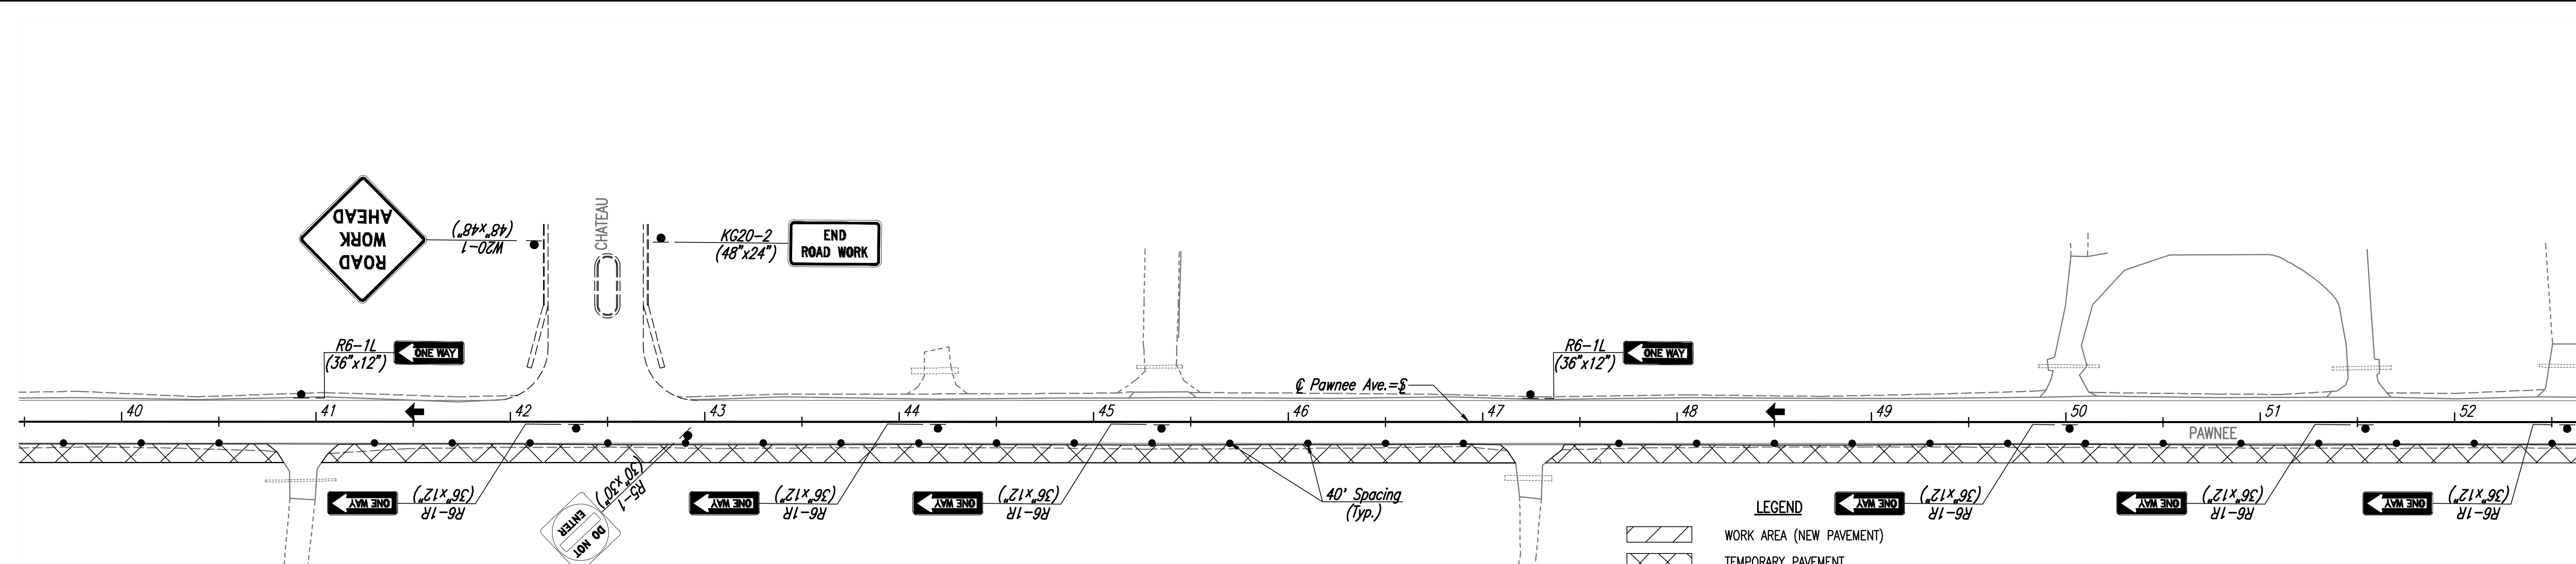 ROAD
WORK
AHEAD
W20-1
(48"x48")
CHATEAU
KG20-2
(48"x24")
END
ROAD WORK
R6-1L
(36"x12")
ONE WAY
R6-1L
(36"x12")
ONE WAY
℄ Pawnee Ave.=℄
40 41 42 43 44 45 46 47 48 49 50 51 52
PAWNEE
ONE WAY
R6-1R
(36"x12")
DO NOT
ENTER
R5-1
(30"x30")
ONE WAY
R6-1R
(36"x12")
ONE WAY
R6-1R
(36"x12")
40' Spacing
(Typ.)
ONE WAY
R6-1R
(36"x12")
ONE WAY
R6-1R
(36"x12")
ONE WAY
R6-1R
(36"x12")
LEGEND
WORK AREA (NEW PAVEMENT)
TEMPORARY PAVEMENT